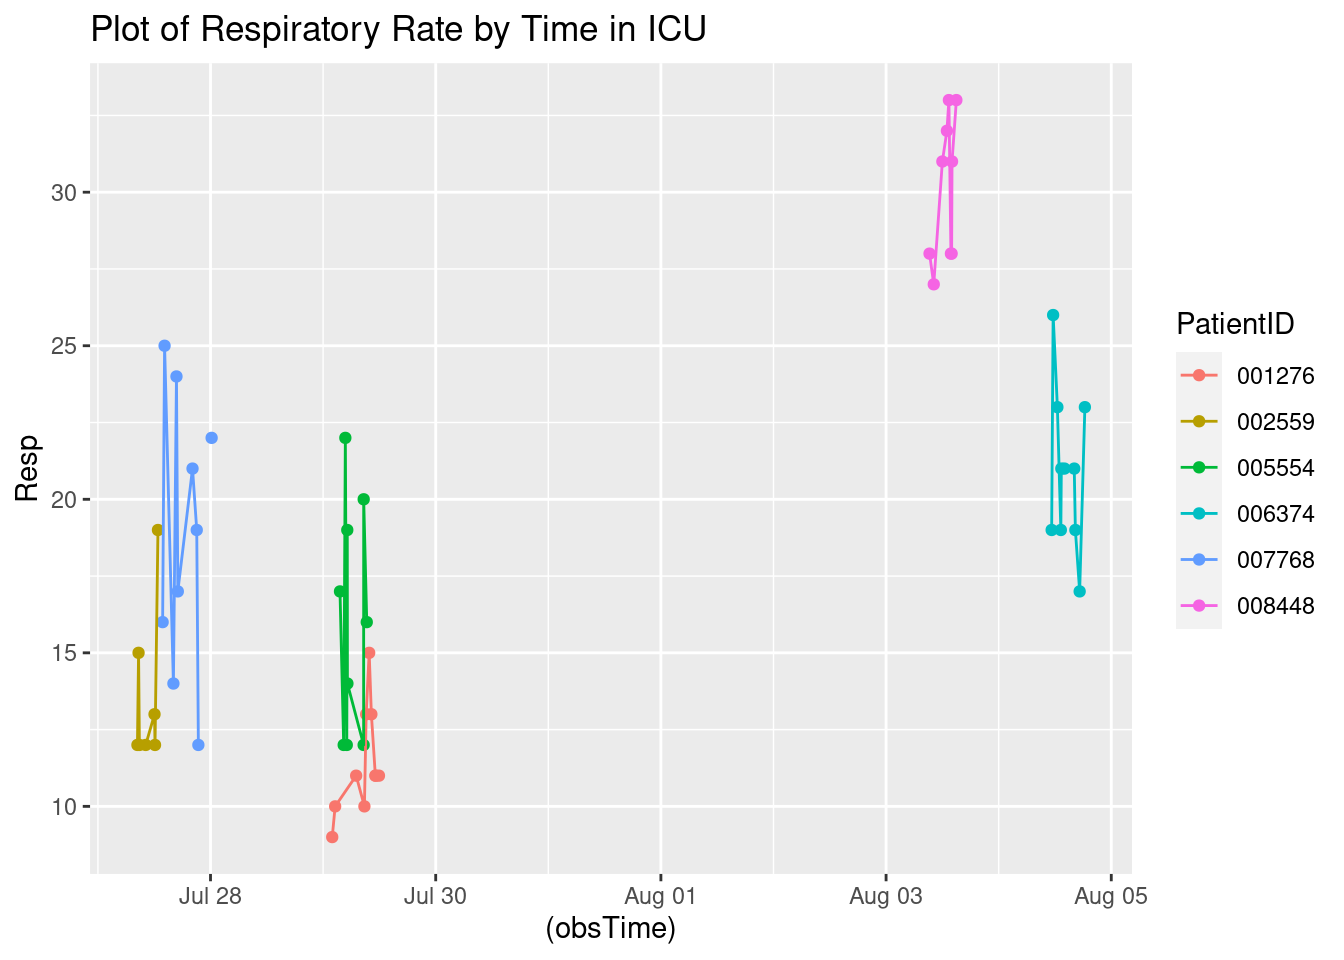 Plot of Respiratory Rate by Time in ICU
Resp
30
25
20
15
10
Jul 28
Jul 30
Aug 01
Aug 03
Aug 05
(obsTime)
PatientID
001276
002559
005554
006374
007768
008448